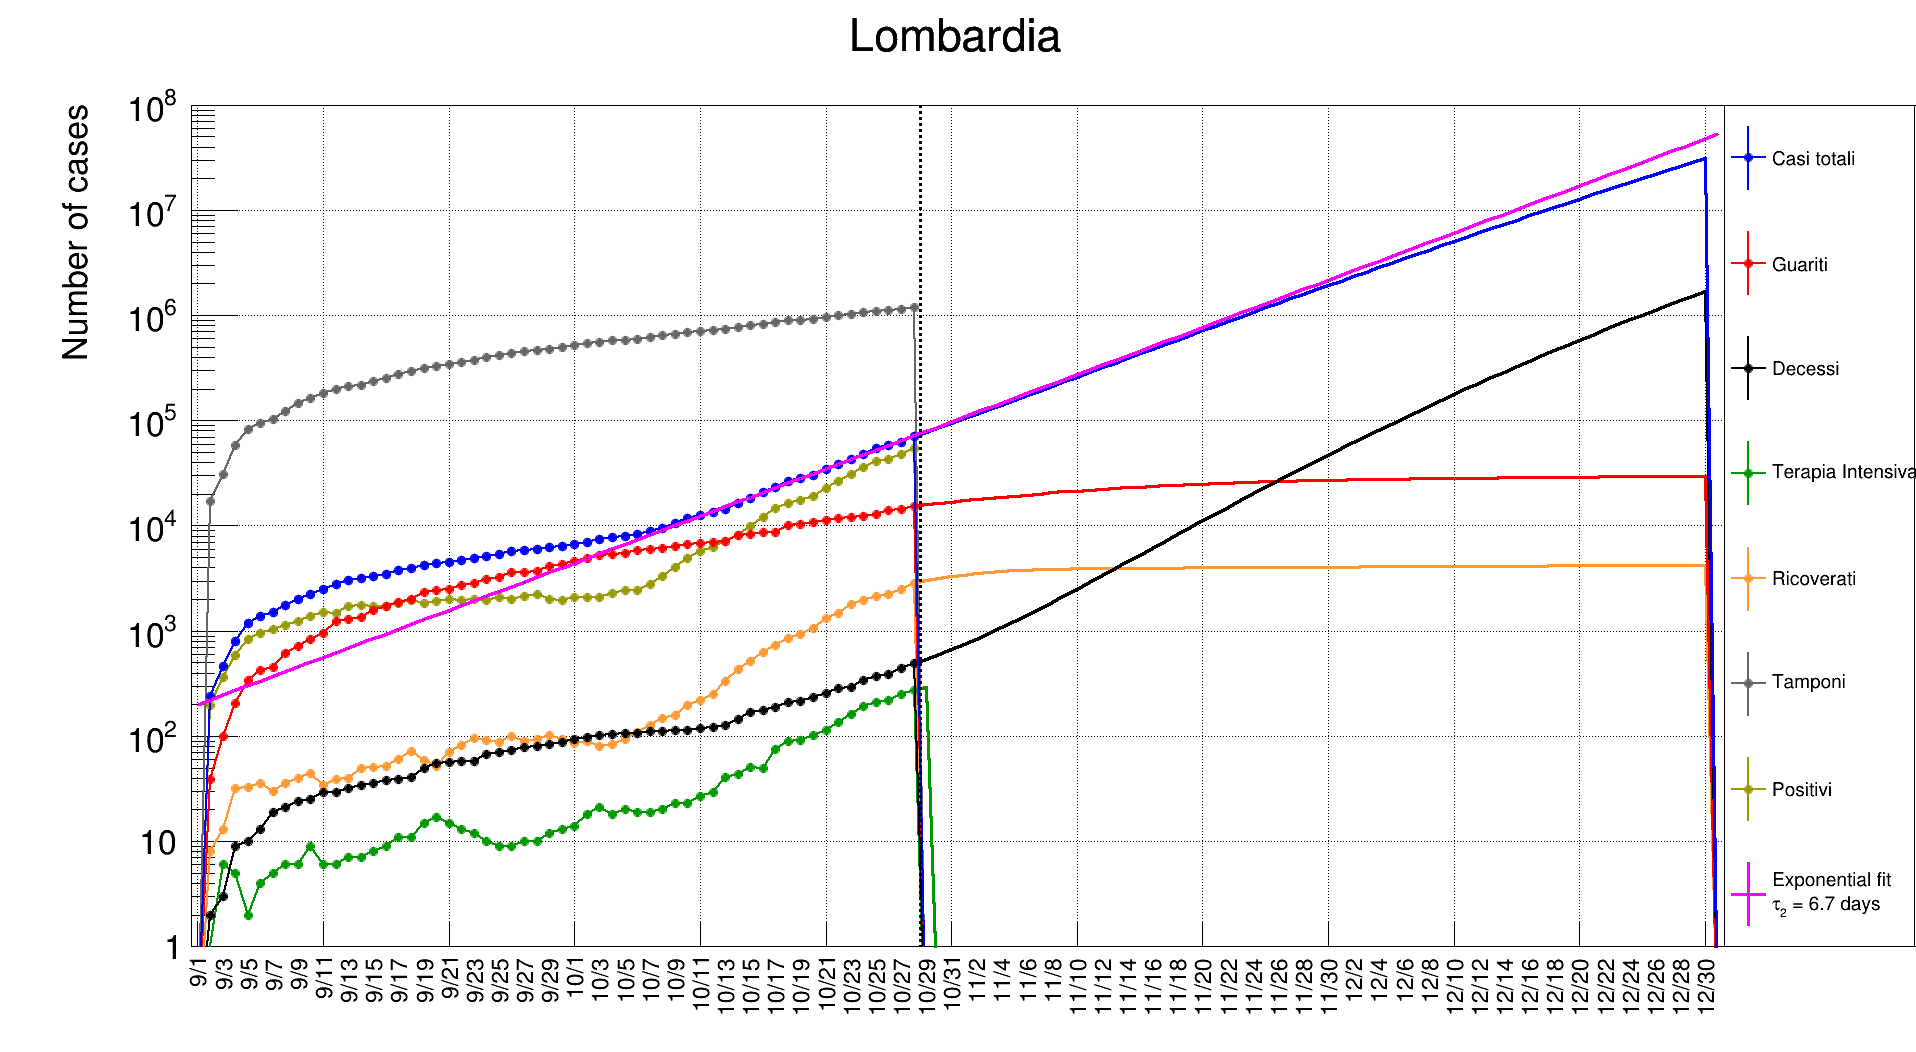 Lombardia
Number of cases
10^8
10^7
10^6
10^5
10^4
10^3
10^2
10
1
9/1 9/3 9/5 9/7 9/9 9/11 9/13 9/15 9/17 9/19 9/21 9/23 9/25 9/27 9/29 10/1 10/3 10/5 10/7 10/9 10/11 10/13 10/15 10/17 10/19 10/21 10/23 10/25 10/27 10/29 10/31 11/2 11/4 11/6 11/8 11/10 11/12 11/14 11/16 11/18 11/20 11/22 11/24 11/26 11/28 11/30 12/2 12/4 12/6 12/8 12/10 12/12 12/14 12/16 12/18 12/20 12/22 12/24 12/26 12/28 12/30
Casi totali
Guariti
Decessi
Terapia Intensiva
Ricoverati
Tamponi
Positivi
Exponential fit
τ₂ = 6.7 days